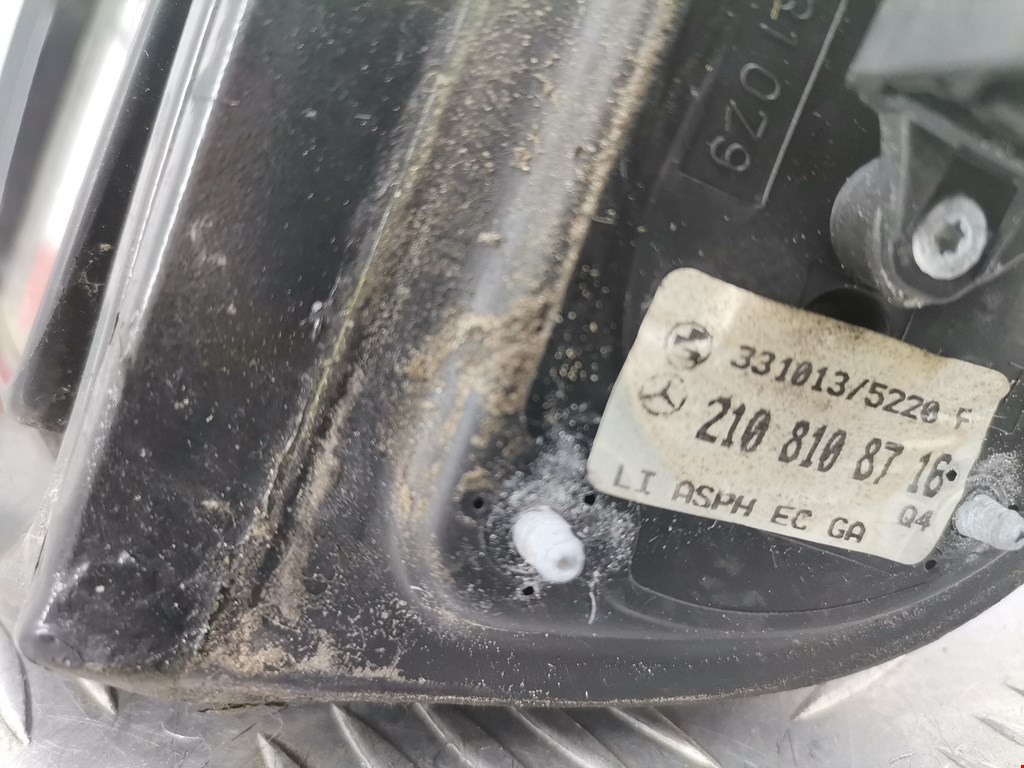 331013/5220 F
210 810 87 16
LI ASPH EC GA Q4